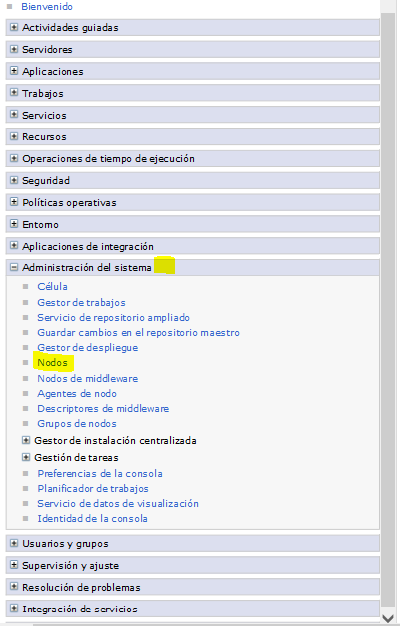 Bienvenido
Actividades guiadas
Servidores
Aplicaciones
Trabajos
Servicios
Recursos
Operaciones de tiempo de ejecución
Seguridad
Políticas operativas
Entorno
Aplicaciones de integración
Administración del sistema
Célula
Gestor de trabajos
Servicio de repositorio ampliado
Guardar cambios en el repositorio maestro
Gestor de despliegue
Nodos
Nodos de middleware
Agentes de nodo
Descriptores de middleware
Grupos de nodos
Gestor de instalación centralizada
Gestión de tareas
Preferencias de la consola
Planificador de trabajos
Servicio de datos de visualización
Identidad de la consola
Usuarios y grupos
Supervisión y ajuste
Resolución de problemas
Integración de servicios